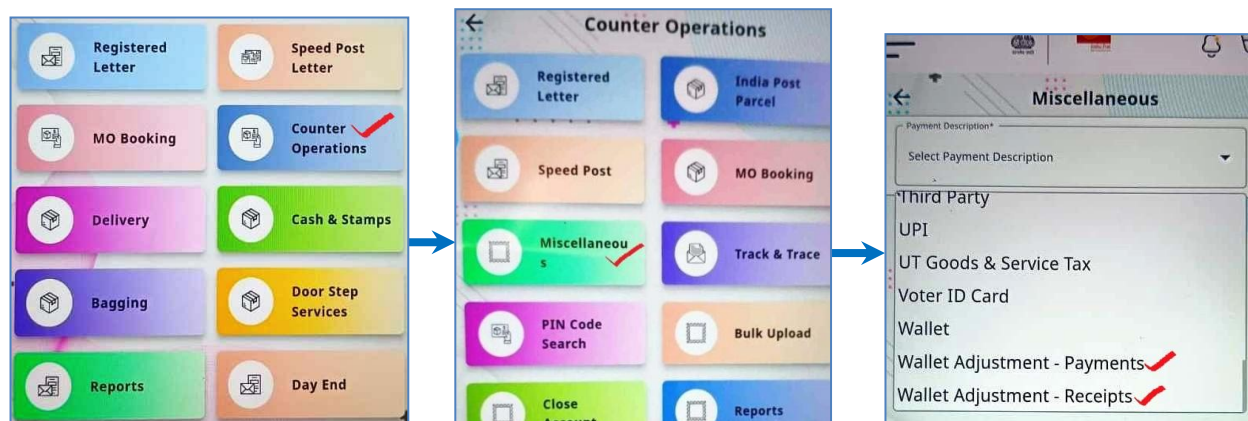 Registered
Letter
Speed Post
Letter
MO Booking
Counter
Operations
Delivery
Cash & Stamps
Bagging
Door Step
Services
Reports
Day End
Counter Operations
Registered
Letter
India Post
Parcel
Speed Post
MO Booking
Miscellaneou
s
Track & Trace
PIN Code
Search
Bulk Upload
Close
Account
Reports
Miscellaneous
Payment Description*
Select Payment Description
Third Party
UPI
UT Goods & Service Tax
Voter ID Card
Wallet
Wallet Adjustment - Payments
Wallet Adjustment - Receipts